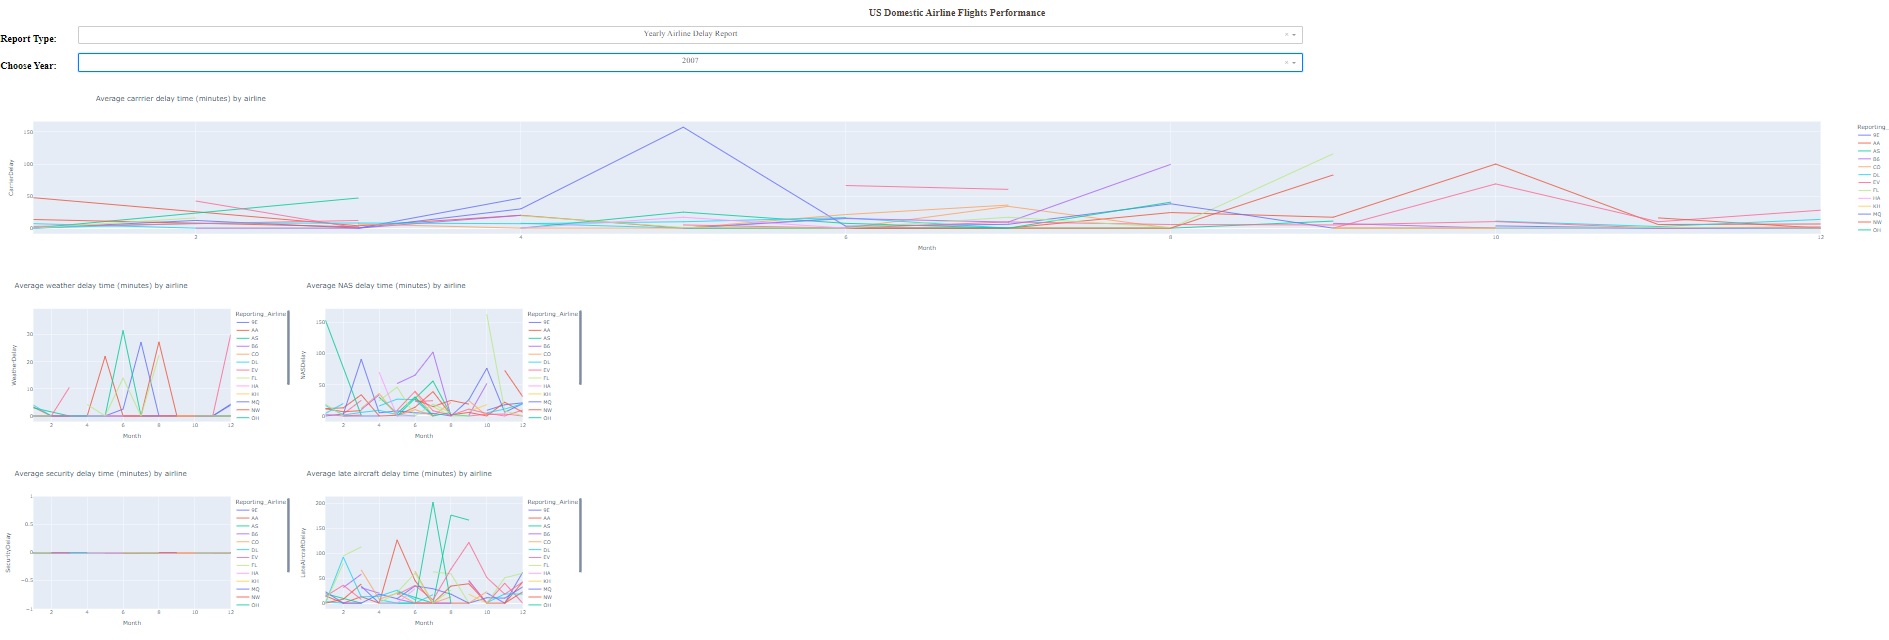 US Domestic Airline Flights Performance
Report Type:
Yearly Airline Delay Report
× ▾
Choose Year:
2007
× ▾
Average carrrier delay time (minutes) by airline
CarrierDelay
150
100
50
0
2
4
6
8
10
12
Month
Reporting_
9E
AA
AS
B6
CO
DL
EV
FL
HA
KH
MQ
NW
OH
Average weather delay time (minutes) by airline
WeatherDelay
30
20
10
0
2
4
6
8
10
12
Month
Reporting_Airline
9E
AA
AS
B6
CO
DL
EV
FL
HA
KH
MQ
NW
OH
Average NAS delay time (minutes) by airline
NASDelay
150
100
50
0
2
4
6
8
10
12
Month
Reporting_Airline
9E
AA
AS
B6
CO
DL
EV
FL
HA
KH
MQ
NW
OH
Average security delay time (minutes) by airline
SecurityDelay
1
0.5
0
−0.5
−1
2
4
6
8
10
12
Month
Reporting_Airline
9E
AA
AS
B6
CO
DL
EV
FL
HA
KH
MQ
NW
OH
Average late aircraft delay time (minutes) by airline
LateAircraftDelay
200
150
100
50
0
2
4
6
8
10
12
Month
Reporting_Airline
9E
AA
AS
B6
CO
DL
EV
FL
HA
KH
MQ
NW
OH